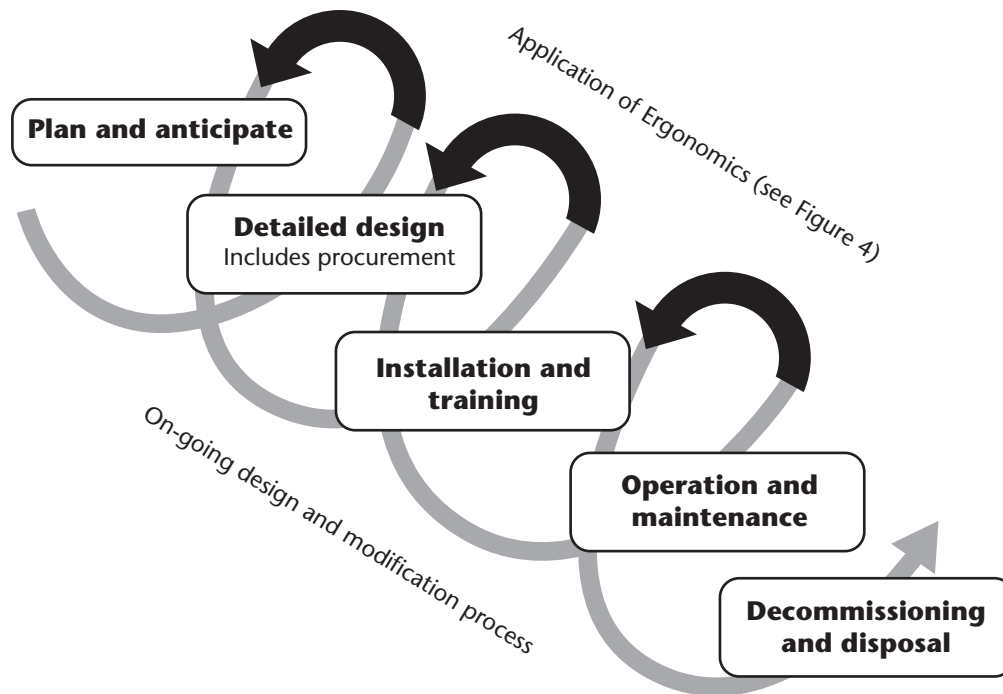 Application of Ergonomics (see Figure 4)
Plan and anticipate
Detailed design
Includes procurement
Installation and
training
On-going design and modification process
Operation and
maintenance
Decommissioning
and disposal